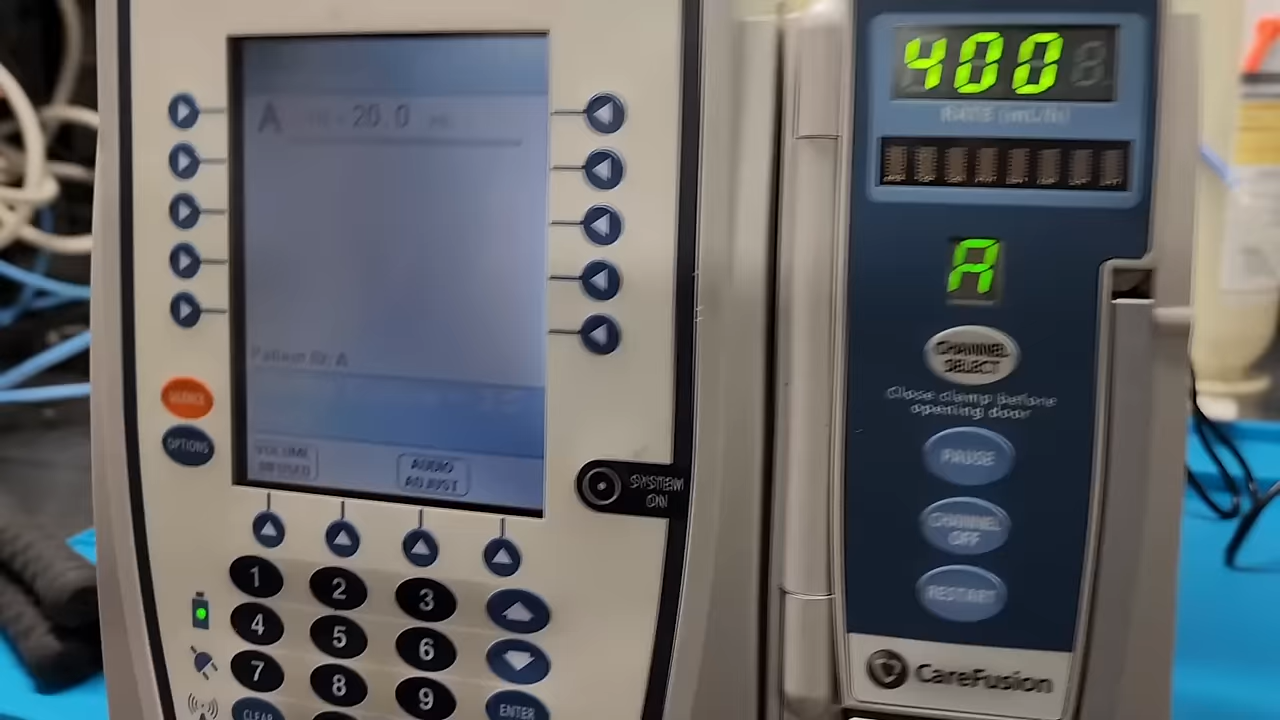 400
RATE (mL/h)
A
20.0
A
CHANNEL
SELECT
Close clamp before
opening door
Patient ID: A
SILENCE
OPTIONS
VOLUME
INFUSED
AUDIO
ADJUST
SYSTEM
ON
PAUSE
CHANNEL
OFF
RESTART
1
2
3
4
5
6
7
8
9
CLEAR
ENTER
CareFusion